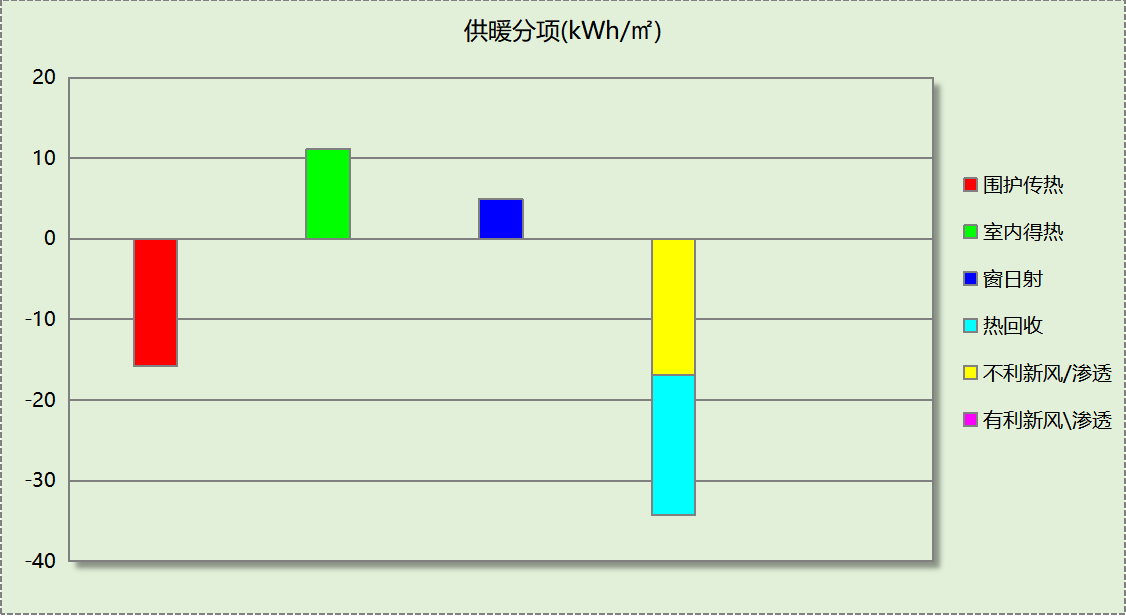 供暖分项(kWh/㎡)
20
10
0
-10
-20
-30
-40
围护传热
室内得热
窗日射
热回收
不利新风/渗透
有利新风\渗透